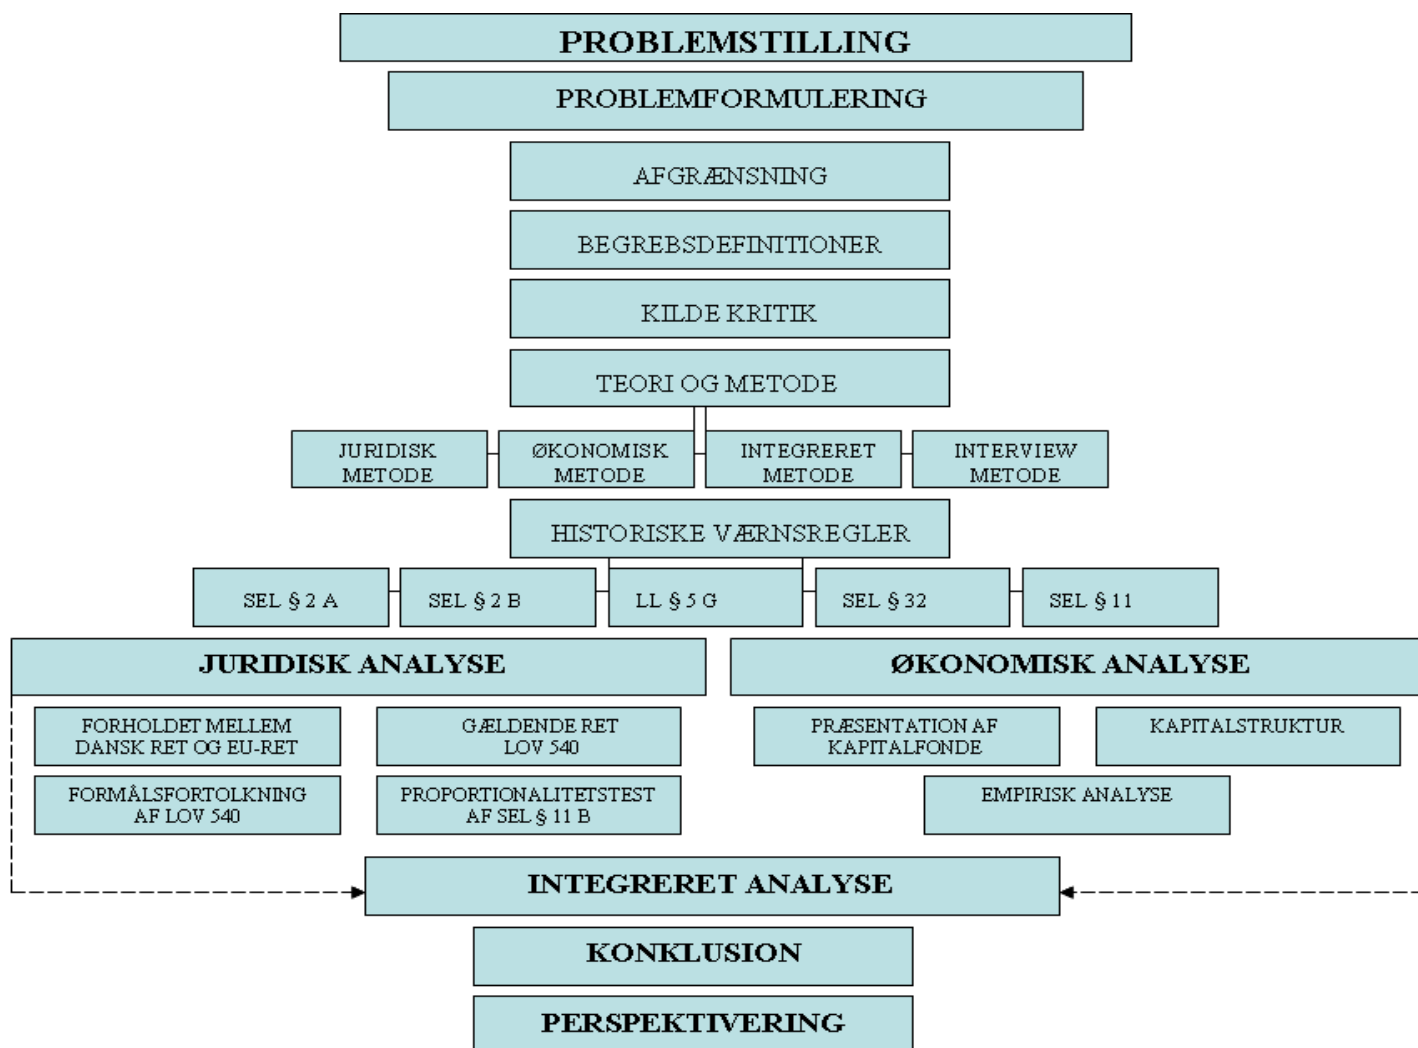 PROBLEMSTILLING
PROBLEMFORMULERING
AFGRÆNSNING
BEGREBSDEFINITIONER
KILDE KRITIK
TEORI OG METODE
JURIDISK
METODE
ØKONOMISK
METODE
INTEGRERET
METODE
INTERVIEW
METODE
HISTORISKE VÆRNSREGLER
SEL § 2 A
SEL § 2 B
LL § 5 G
SEL § 32
SEL § 11
JURIDISK ANALYSE
ØKONOMISK ANALYSE
FORHOLDET MELLEM
DANSK RET OG EU-RET
GÆLDENDE RET
LOV 540
PRÆSENTATION AF
KAPITALFONDE
KAPITALSTRUKTUR
FORMÅLSFORTOLKNING
AF LOV 540
PROPORTIONALITETSTEST
AF SEL § 11 B
EMPIRISK ANALYSE
INTEGRERET ANALYSE
KONKLUSION
PERSPEKTIVERING